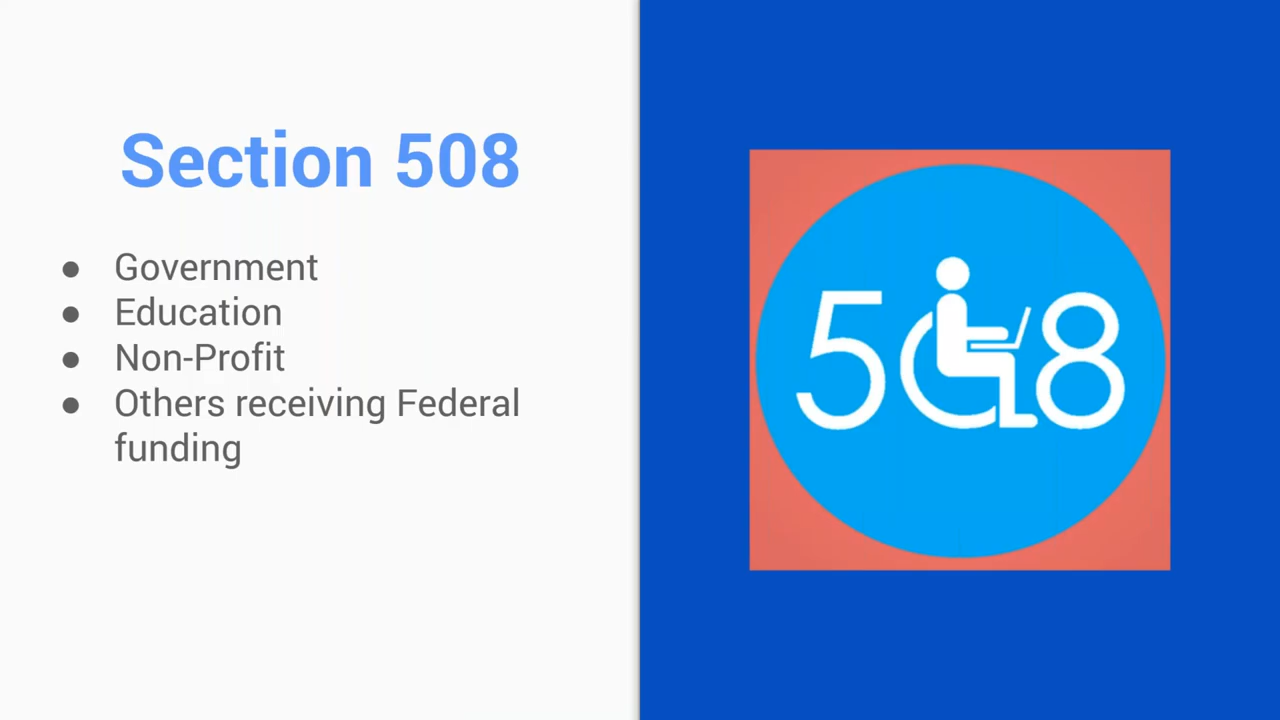 Section 508
● Government
● Education
● Non-Profit
● Others receiving Federal
funding
508